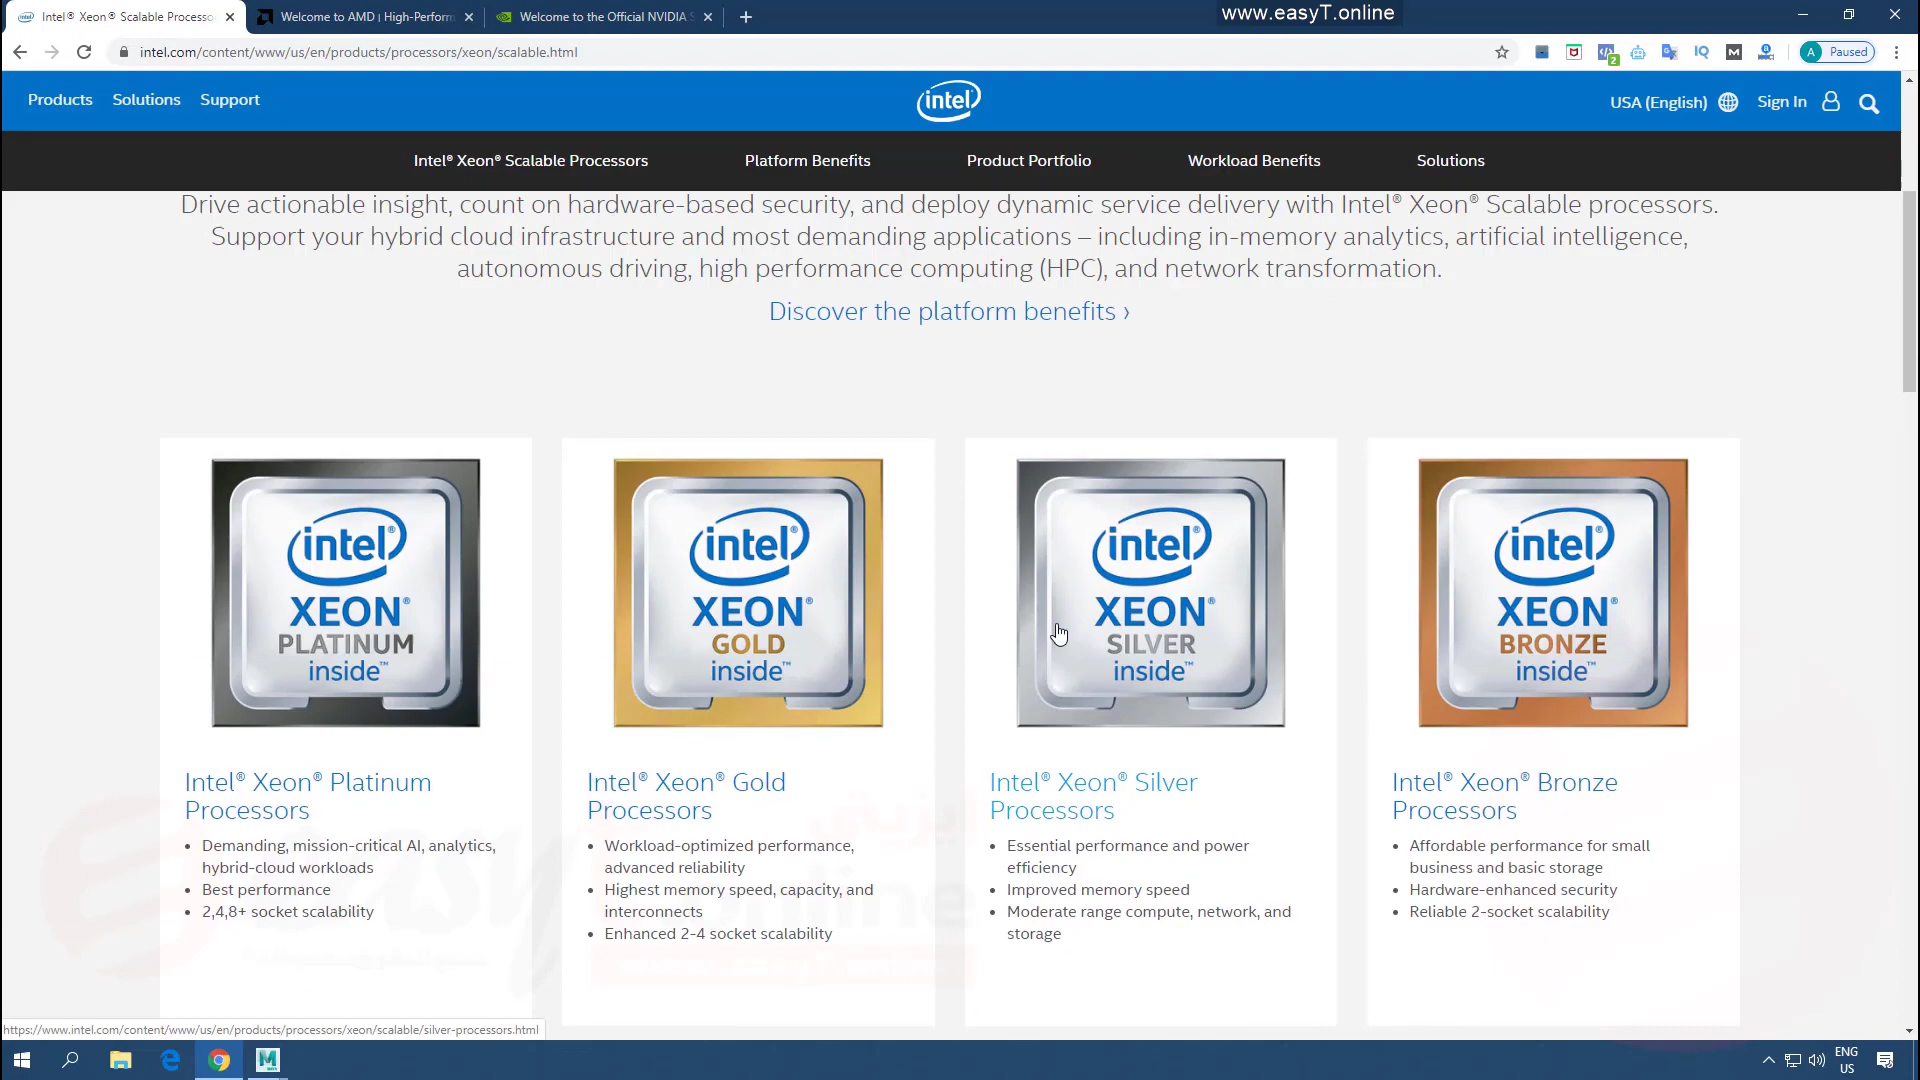 Intel® Xeon® Scalable Processo
Welcome to AMD | High-Perform
Welcome to the Official NVIDIA S
www.easyT.online
intel.com/content/www/us/en/products/processors/xeon/scalable.html
2
IQ
M
A
Paused
Products
Solutions
Support
intel
USA (English)
Sign In
Intel® Xeon® Scalable Processors
Platform Benefits
Product Portfolio
Workload Benefits
Solutions
Drive actionable insight, count on hardware-based security, and deploy dynamic service delivery with Intel® Xeon® Scalable processors.
Support your hybrid cloud infrastructure and most demanding applications – including in-memory analytics, artificial intelligence,
autonomous driving, high performance computing (HPC), and network transformation.
Discover the platform benefits ›
intel®
XEON®
PLATINUM
inside™
intel®
XEON®
GOLD
inside™
intel®
XEON®
SILVER
inside™
intel®
XEON®
BRONZE
inside™
Intel® Xeon® Platinum
Processors
• Demanding, mission-critical AI, analytics,
hybrid-cloud workloads
• Best performance
• 2,4,8+ socket scalability
Intel® Xeon® Gold
Processors
• Workload-optimized performance,
advanced reliability
• Highest memory speed, capacity, and
interconnects
• Enhanced 2-4 socket scalability
Intel® Xeon® Silver
Processors
• Essential performance and power
efficiency
• Improved memory speed
• Moderate range compute, network, and
storage
Intel® Xeon® Bronze
Processors
• Affordable performance for small
business and basic storage
• Hardware-enhanced security
• Reliable 2-socket scalability
easyT
online
https://www.intel.com/content/www/us/en/products/processors/xeon/scalable/silver-processors.html
M
ENG
US